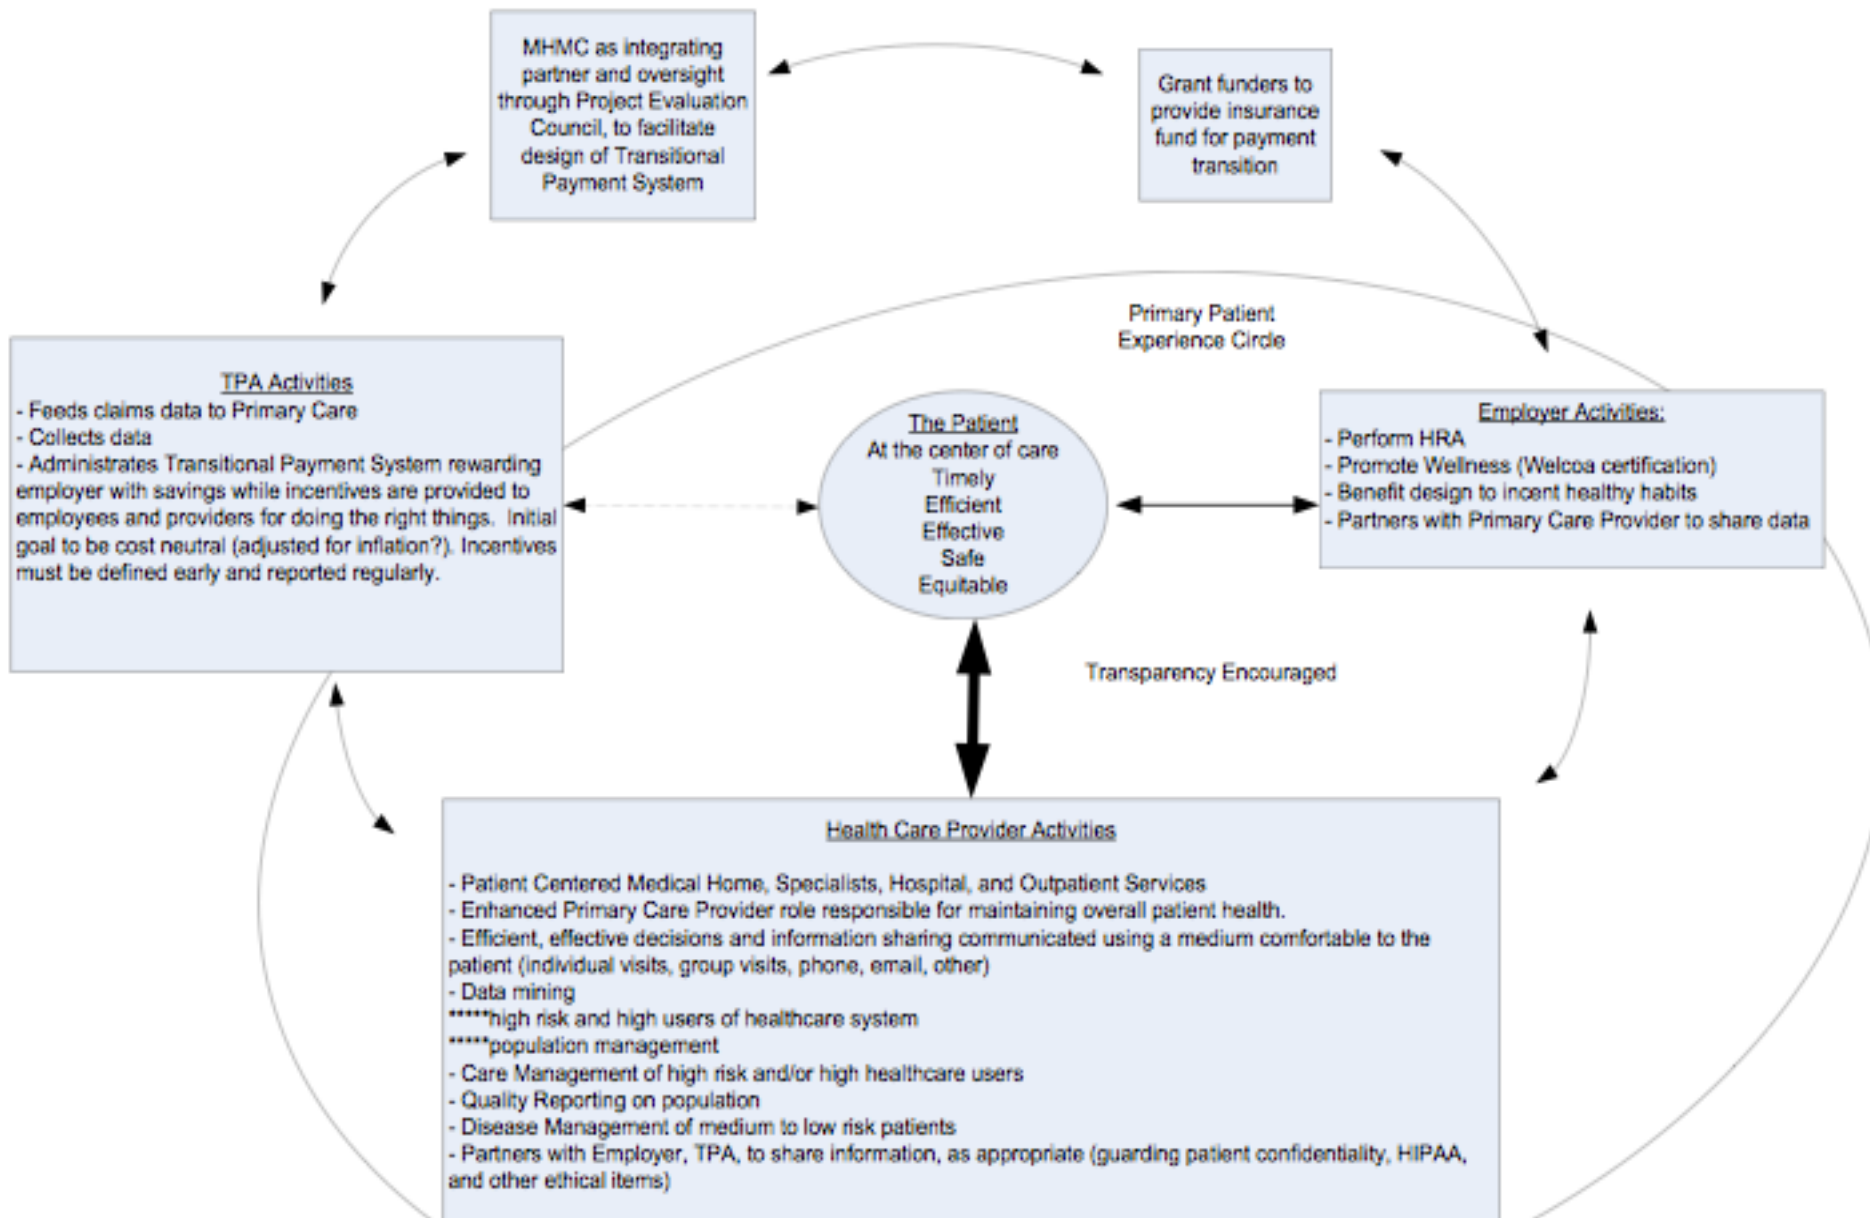 MHMC as integrating
partner and oversight
through Project Evaluation
Council, to facilitate
design of Transitional
Payment System
Grant funders to
provide insurance
fund for payment
transition
Primary Patient
Experience Circle
TPA Activities
- Feeds claims data to Primary Care
- Collects data
- Administrates Transitional Payment System rewarding
employer with savings while incentives are provided to
employees and providers for doing the right things.  Initial
goal to be cost neutral (adjusted for inflation?). Incentives
must be defined early and reported regularly.
The Patient
At the center of care
Timely
Efficient
Effective
Safe
Equitable
Employer Activities:
- Perform HRA
- Promote Wellness (Welcoa certification)
- Benefit design to incent healthy habits
- Partners with Primary Care Provider to share data
Transparency Encouraged
Health Care Provider Activities
- Patient Centered Medical Home, Specialists, Hospital, and Outpatient Services
- Enhanced Primary Care Provider role responsible for maintaining overall patient health.
- Efficient, effective decisions and information sharing communicated using a medium comfortable to the
patient (individual visits, group visits, phone, email, other)
- Data mining
*****high risk and high users of healthcare system
*****population management
- Care Management of high risk and/or high healthcare users
- Quality Reporting on population
- Disease Management of medium to low risk patients
- Partners with Employer, TPA, to share information, as appropriate (guarding patient confidentiality, HIPAA,
and other ethical items)